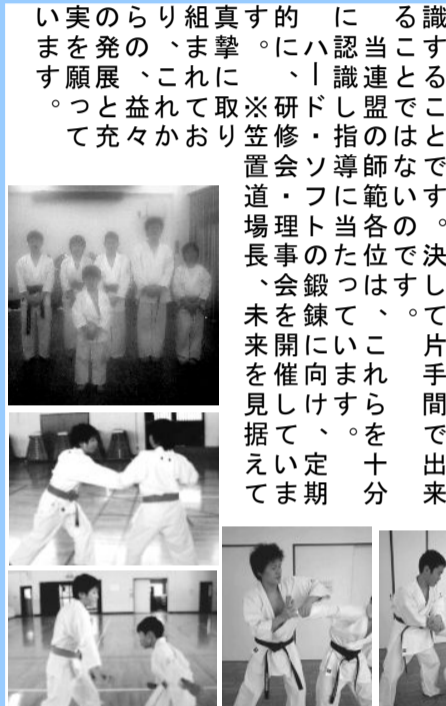 識することです。決して片手間で出来
ることではないのです。
当連盟の師範各位は、これらを十分
に認識し指導に当たっています。
ハード・ソフトの鍛錬に向け、定期
的に、研修会・理事会を開催していま
す。　※笠置道場長、未来を見据えて
真摯に取り
組まれてお
り、これか
らの、益々
の発展と充
実を願って
います。